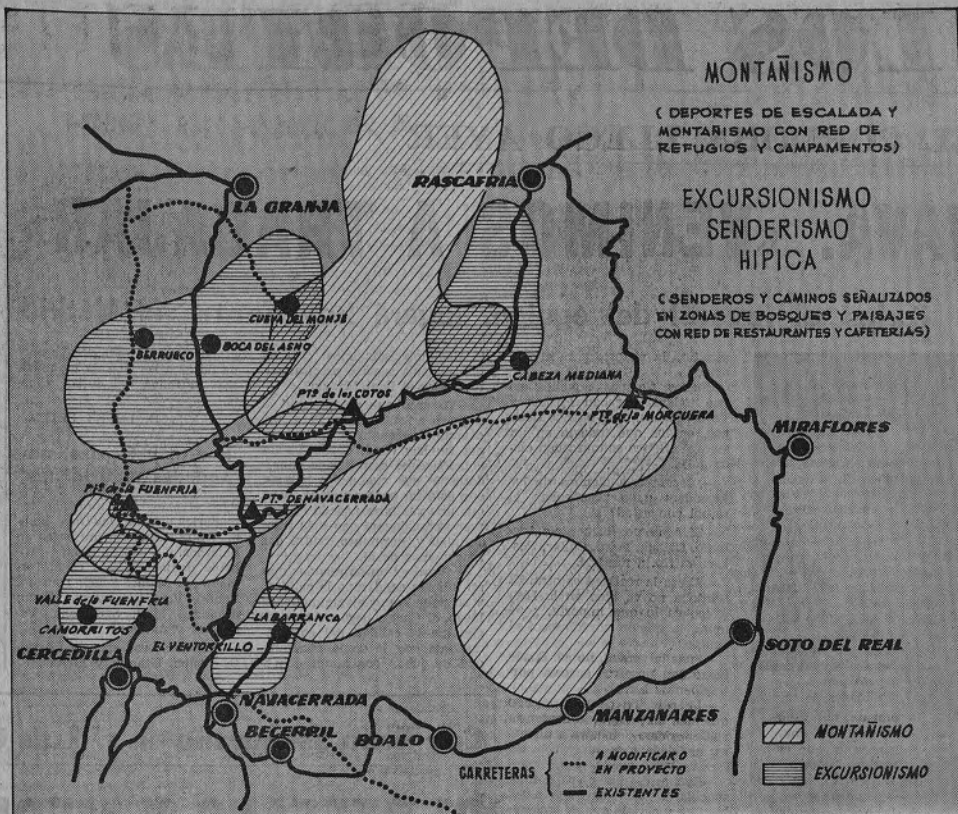 MONTAÑISMO
( DEPORTES DE ESCALADA Y
MONTAÑISMO CON RED DE
REFUGIOS Y CAMPAMENTOS)
RASCAFRIA
LA GRANJA
EXCURSIONISMO
SENDERISMO
HIPICA
( SENDEROS Y CAMINOS SEÑALIZADOS
EN ZONAS DE BOSQUES Y PAISAJES
CON RED DE RESTAURANTES Y CAFETERIAS)
CUEVA DEL MONJE
BERRUECO
BOCA DEL ASNO
CABEZA MEDIANA
PTº de los COTOS
PTº de la MORCUERA
MIRAFLORES
PTº de la FUENFRIA
PTº DE NAVACERRADA
VALLE de la FUENFRIA
CAMORRITOS
LA BARRANCA
EL VENTORRILLO
CERCEDILLA
SOTO DEL REAL
NAVACERRADA
MANZANARES
BECERRIL
BOALO
MONTAÑISMO
EXCURSIONISMO
CARRETERAS
A MODIFICAR O
EN PROYECTO
EXISTENTES